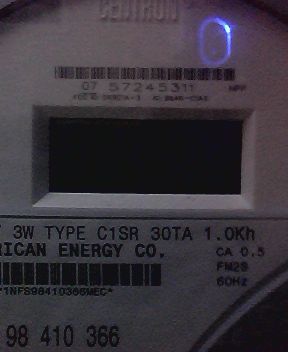 CENTRON
07 57245311
3W TYPE C1SR 30TA 1.0Kh
RICAN ENERGY CO.
CA 0.5
FM2S
60Hz
*1NFS98410366MEC*
98 410 366